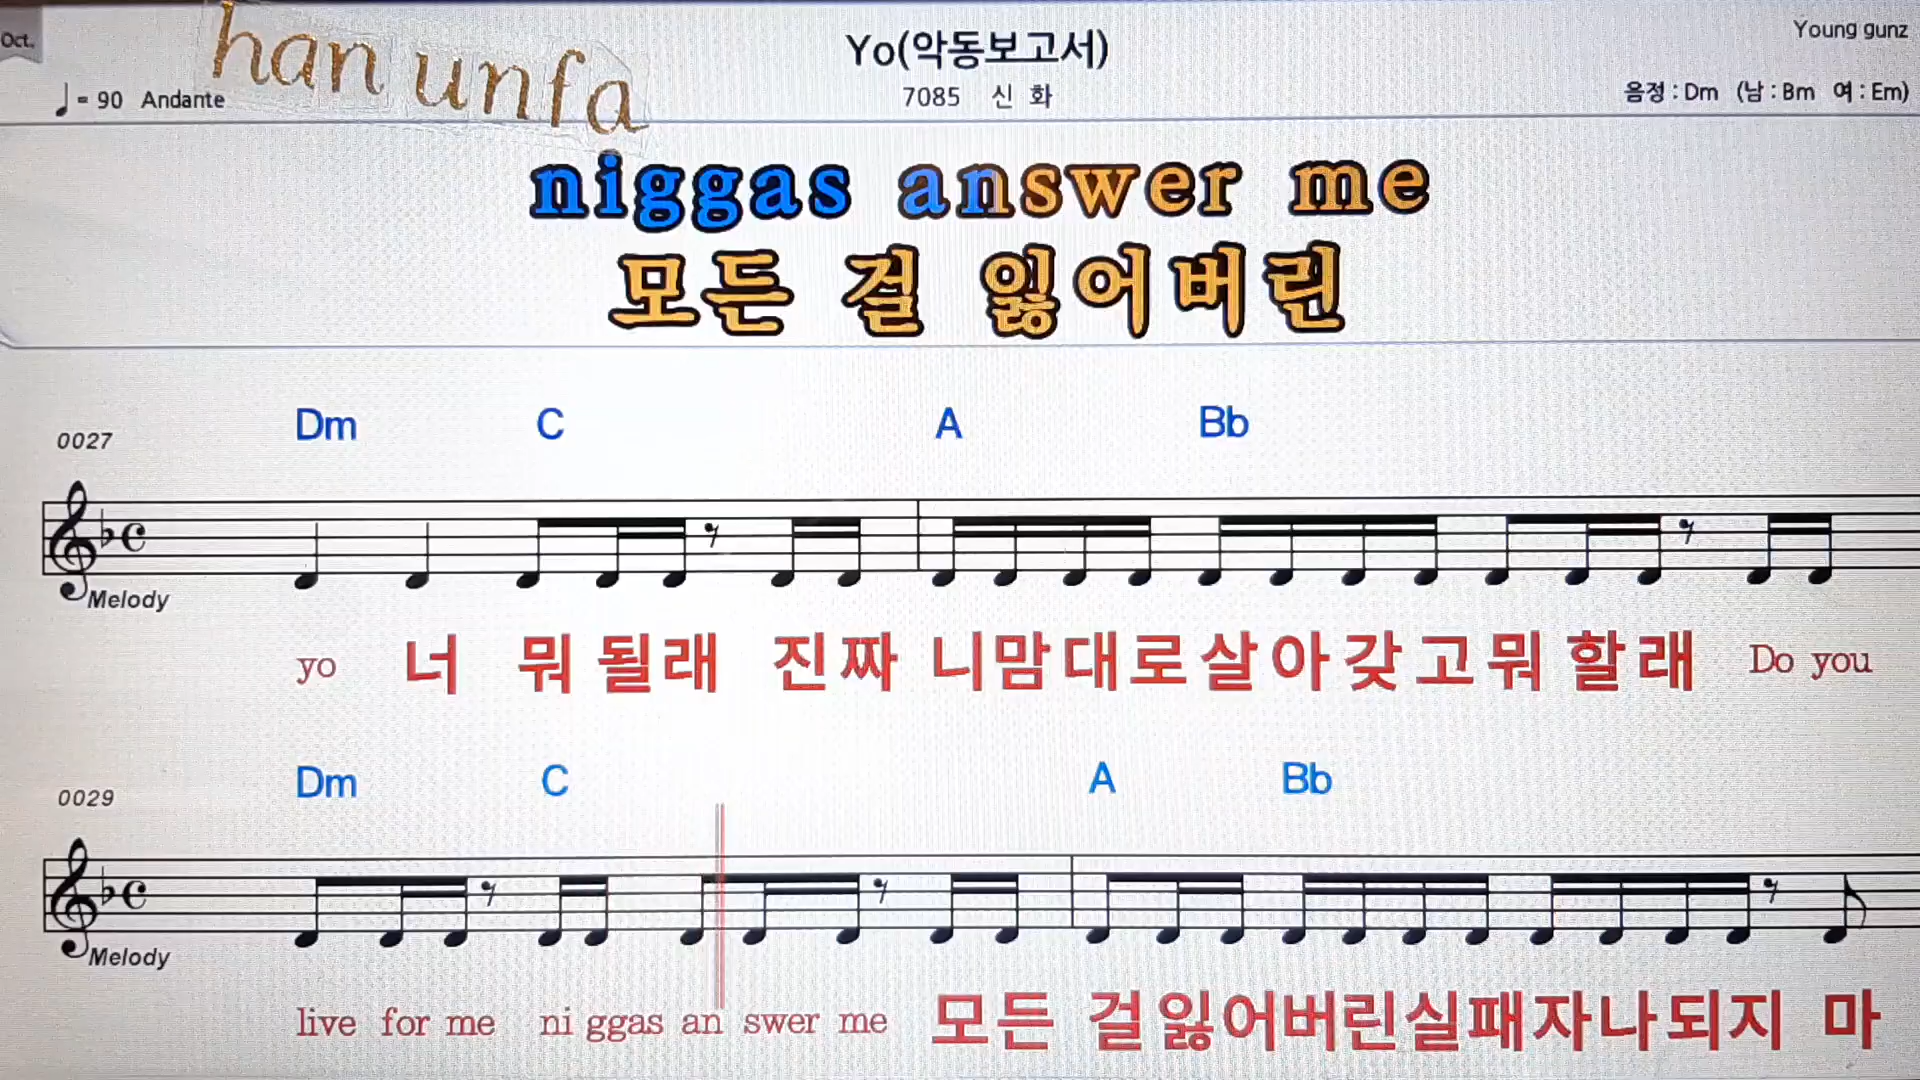 Oct.
han unfa
Yo(악동보고서)
Young gunz
= 90 Andante
7085 신 화
음정 : Dm (남 : Bm 여 : Em)
niggas answer me
모든 걸 잃어버린
Dm C A Bb
0027
Melody
yo 너 뭐 될래 진짜 니맘대로살아갖고뭐 할래 Do you
Dm C A Bb
0029
Melody
live for me ni ggas an swer me 모든 걸잃어버린실패자나되지 마